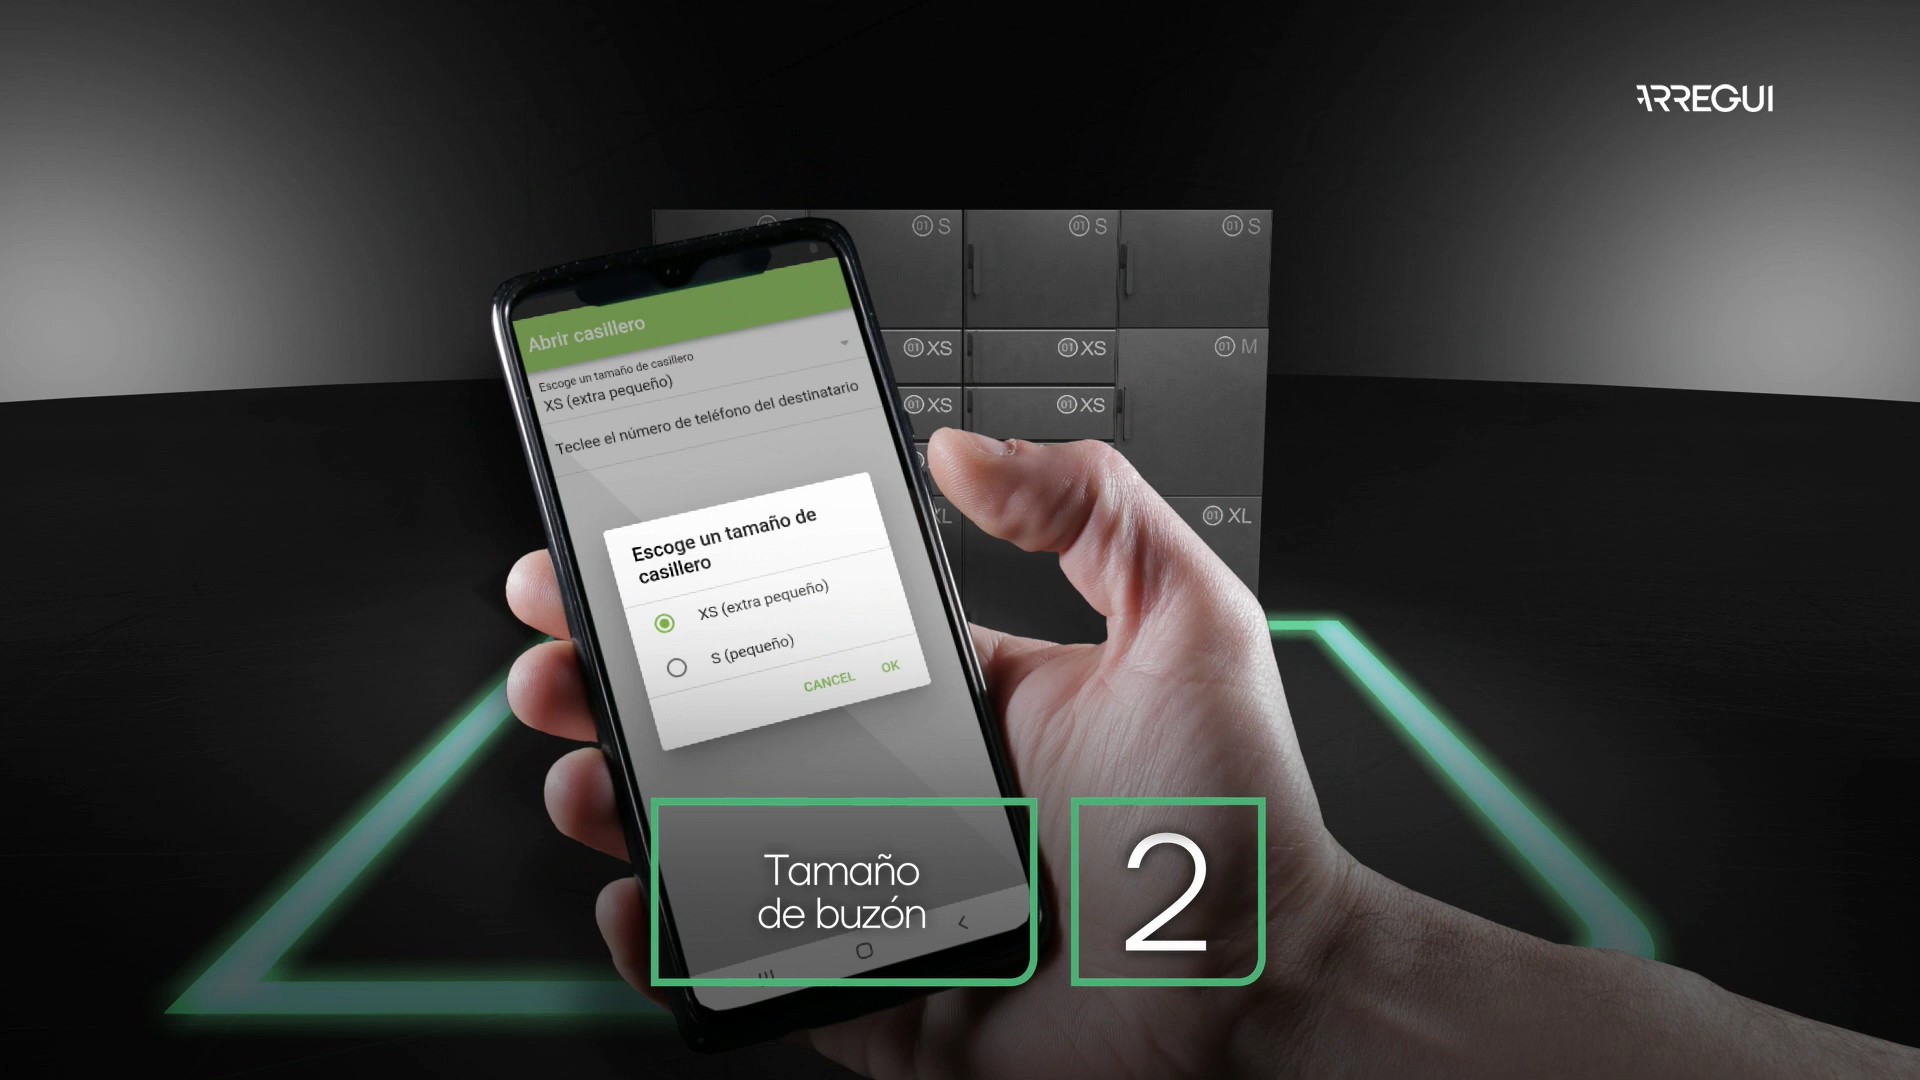 ARREGUI
01 S
01 S
01 S
01 XS
01 XS
01 M
01 XS
01 XS
XL
01 XL
Abrir casillero
Escoge un tamaño de casillero
XS (extra pequeño)
Teclee el número de teléfono del destinatario
Escoge un tamaño de
casillero
XS (extra pequeño)
S (pequeño)
CANCEL OK
Tamaño
de buzón
2